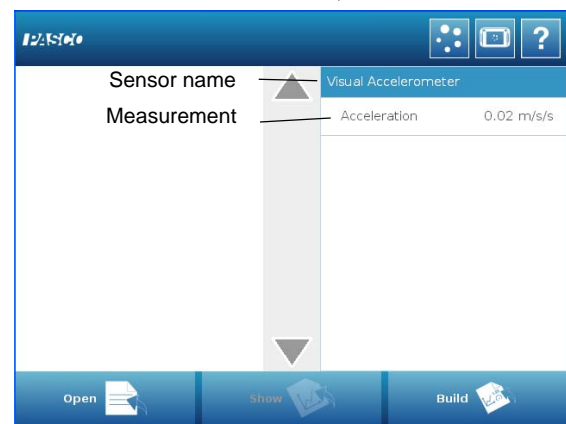 PASCO
?
Sensor name
Visual Accelerometer
Measurement
Acceleration 0.02 m/s/s
Open
Show
Build